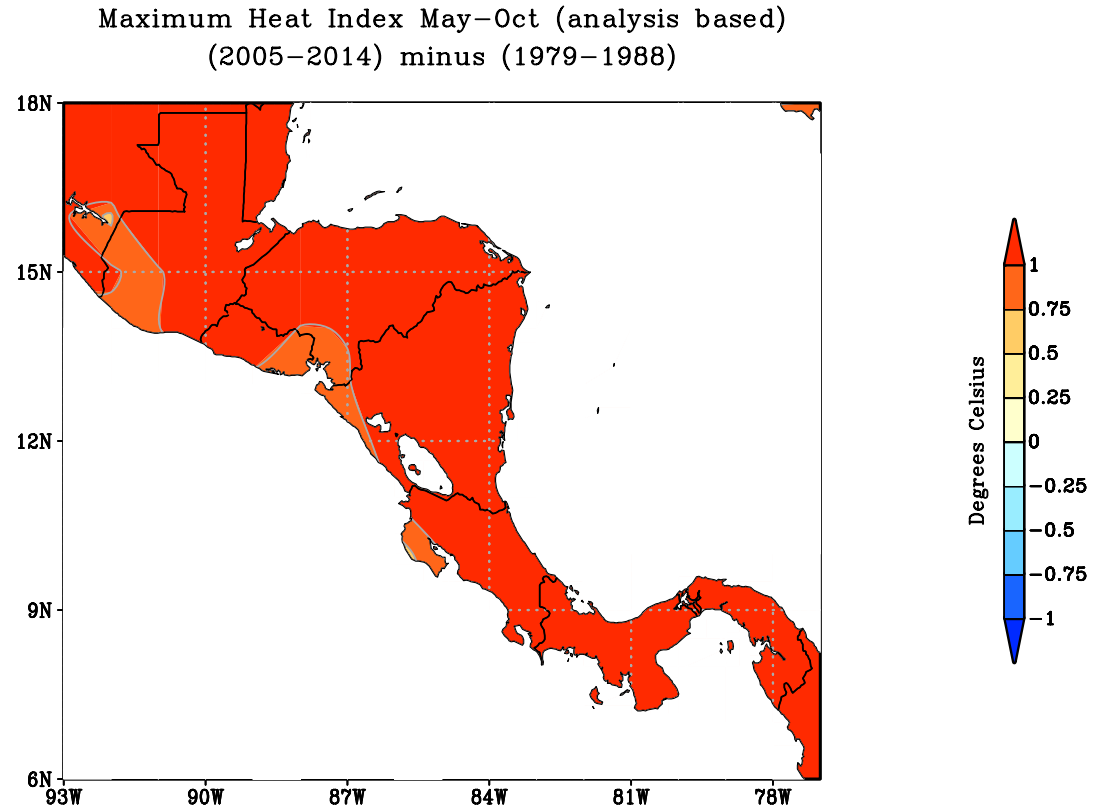 Maximum Heat Index May-Oct (analysis based)
(2005-2014) minus (1979-1988)
18N
15N
12N
9N
6N
93W 90W 87W 84W 81W 78W
Degrees Celsius
1
0.75
0.5
0.25
0
-0.25
-0.5
-0.75
-1